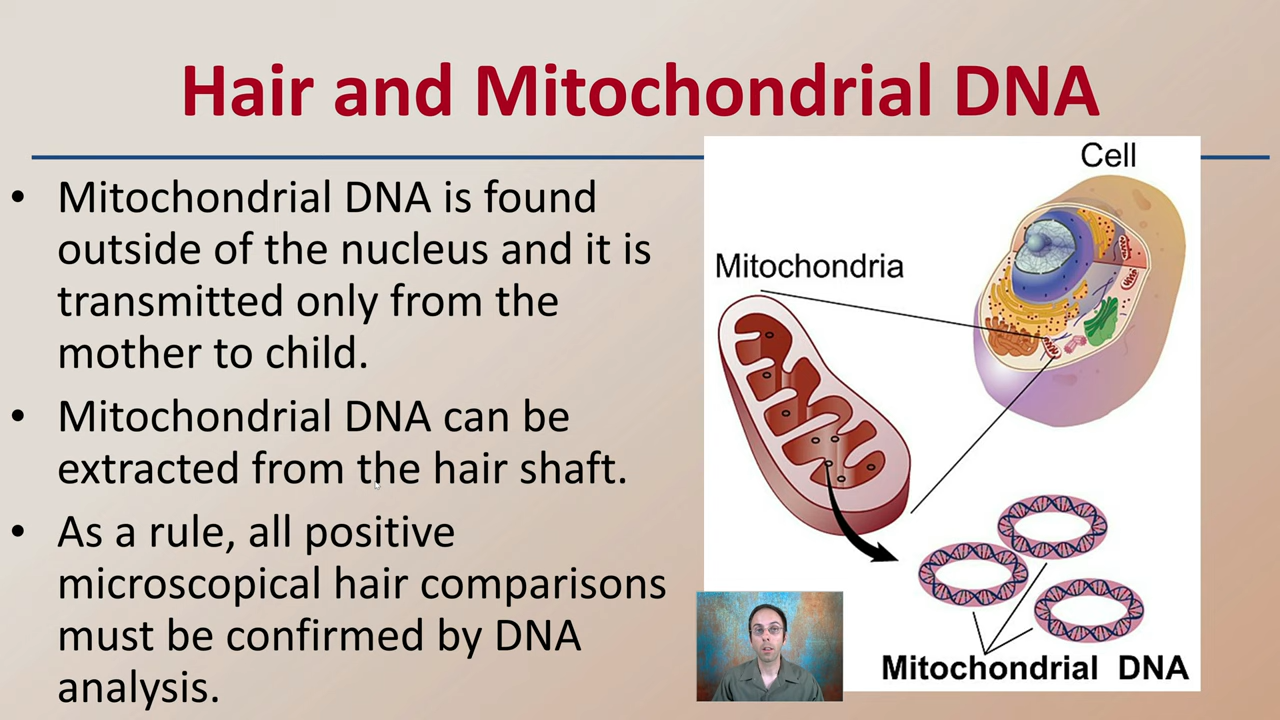 Hair and Mitochondrial DNA
• Mitochondrial DNA is found
outside of the nucleus and it is
transmitted only from the
mother to child.
• Mitochondrial DNA can be
extracted from the hair shaft.
• As a rule, all positive
microscopical hair comparisons
must be confirmed by DNA
analysis.
Cell
Mitochondria
Mitochondrial DNA